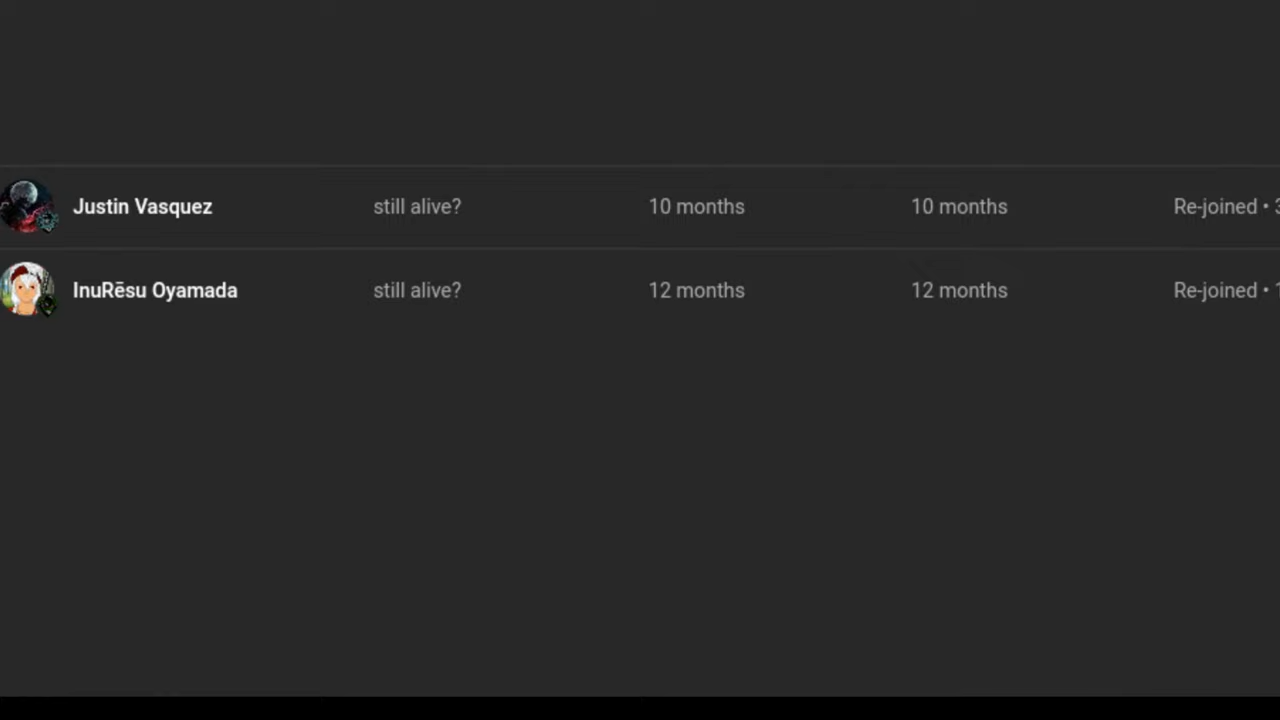 Justin Vasquez still alive? 10 months 10 months Re-joined •
InuRēsu Oyamada still alive? 12 months 12 months Re-joined •